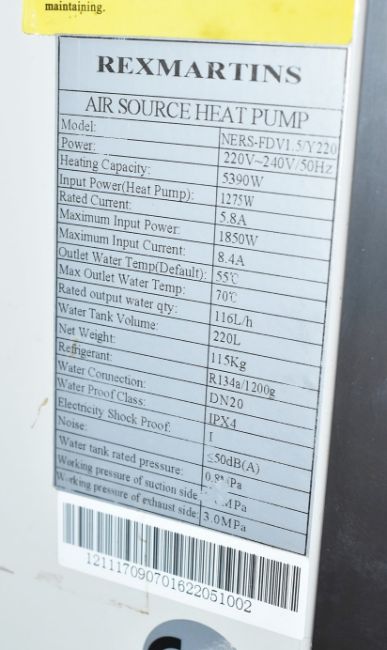 maintaining.
REXMARTINS
AIR SOURCE HEAT PUMP
Model: NERS-FDV1.5/Y220
Power: 220V~240V/50Hz
Heating Capacity: 5390W
Input Power(Heat Pump): 1275W
Rated Current: 5.8A
Maximum Input Power: 1850W
Maximum Input Current: 8.4A
Outlet Water Temp(Default): 55℃
Max Outlet Water Temp: 70℃
Rated output water qty: 116L/h
Water Tank Volume: 220L
Net Weight: 115Kg
Refrigerant: R134a/1200g
Water Connection: DN20
Water Proof Class: IPX4
Electricity Shock Proof: I
Noise: ≤50dB(A)
Water tank rated pressure:
Working pressure of suction side
Working pressure of exhaust side: 3.0MPa
121117090701622051002